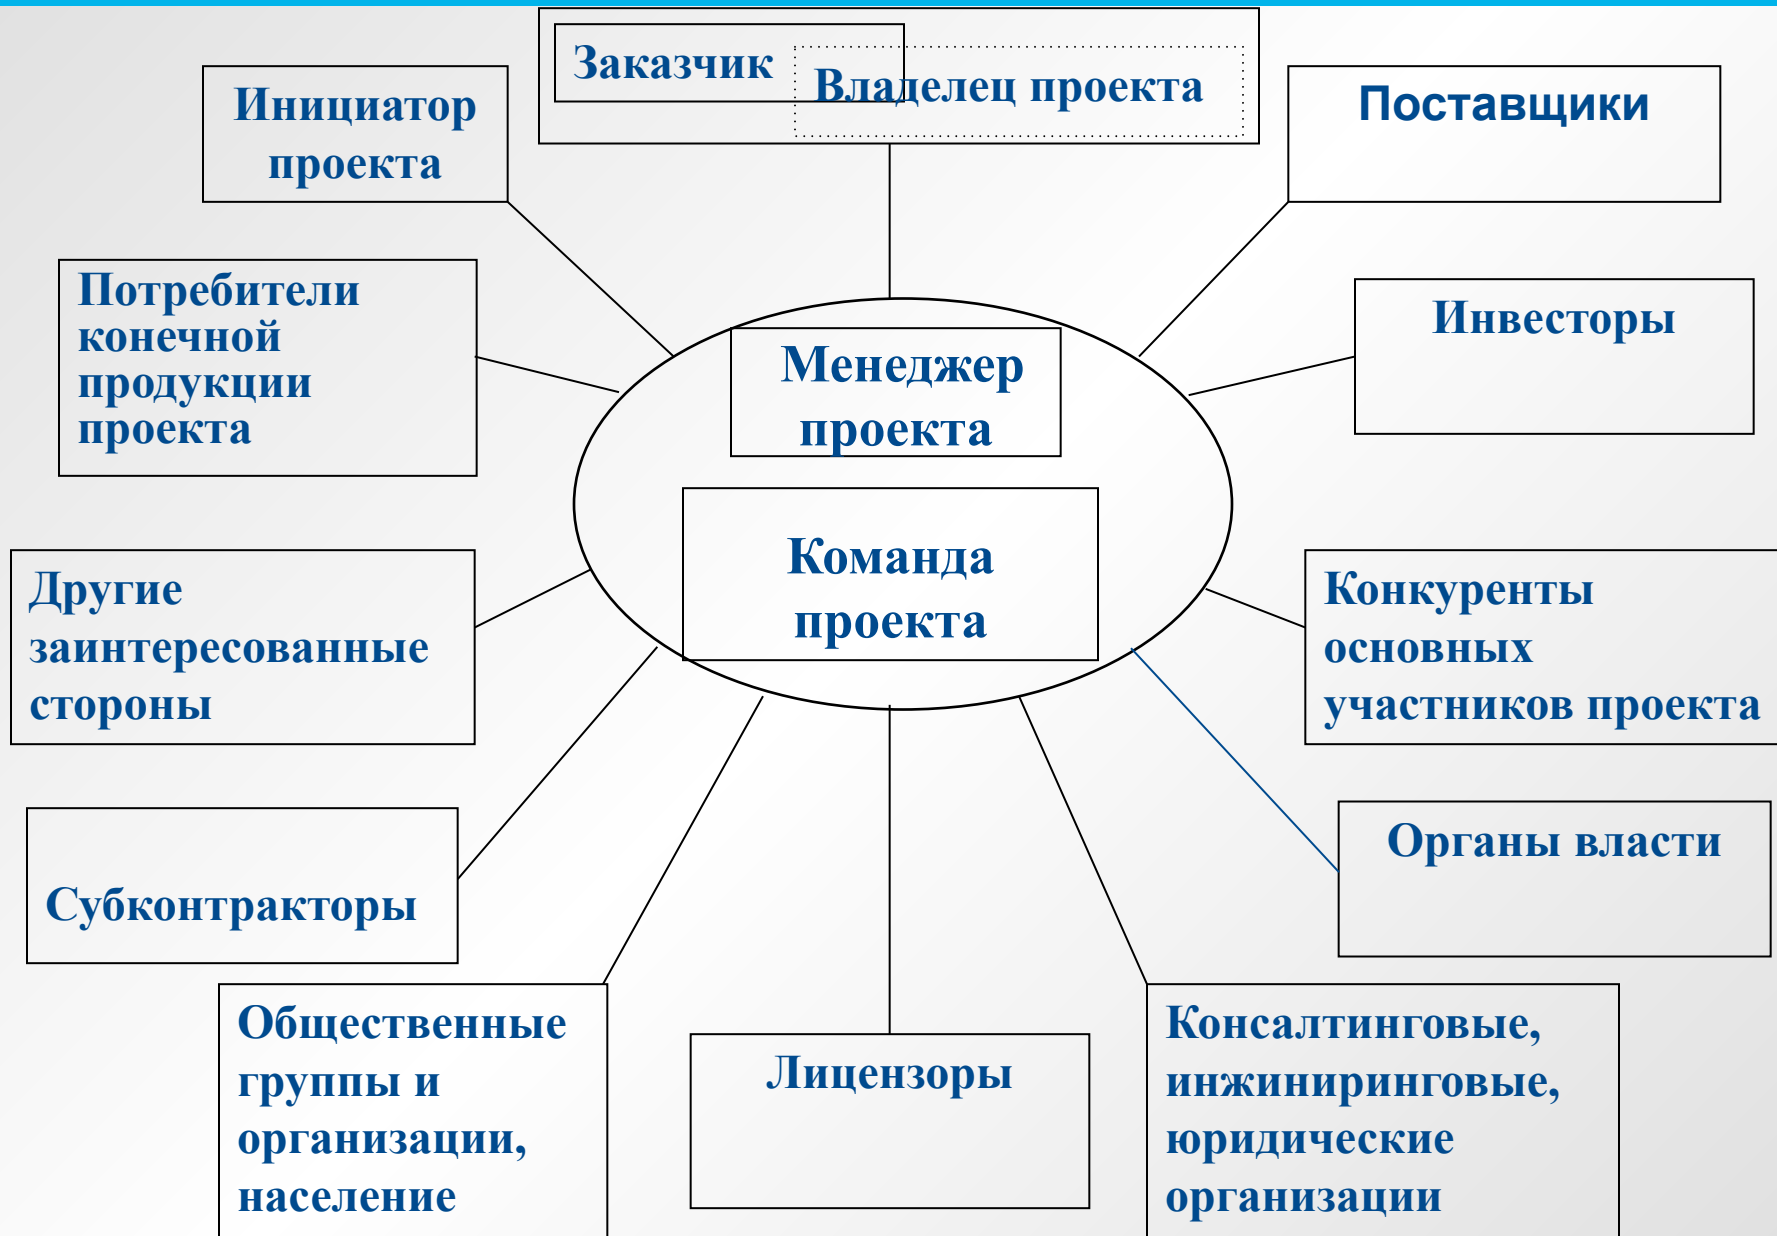 Заказчик
Владелец проекта
Инициатор
проекта
Поставщики
Потребители
конечной
продукции
проекта
Инвесторы
Менеджер
проекта
Команда
проекта
Другие
заинтересованные
стороны
Конкуренты
основных
участников проекта
Субконтракторы
Органы власти
Общественные
группы и
организации,
население
Лицензоры
Консалтинговые,
инжиниринговые,
юридические
организации